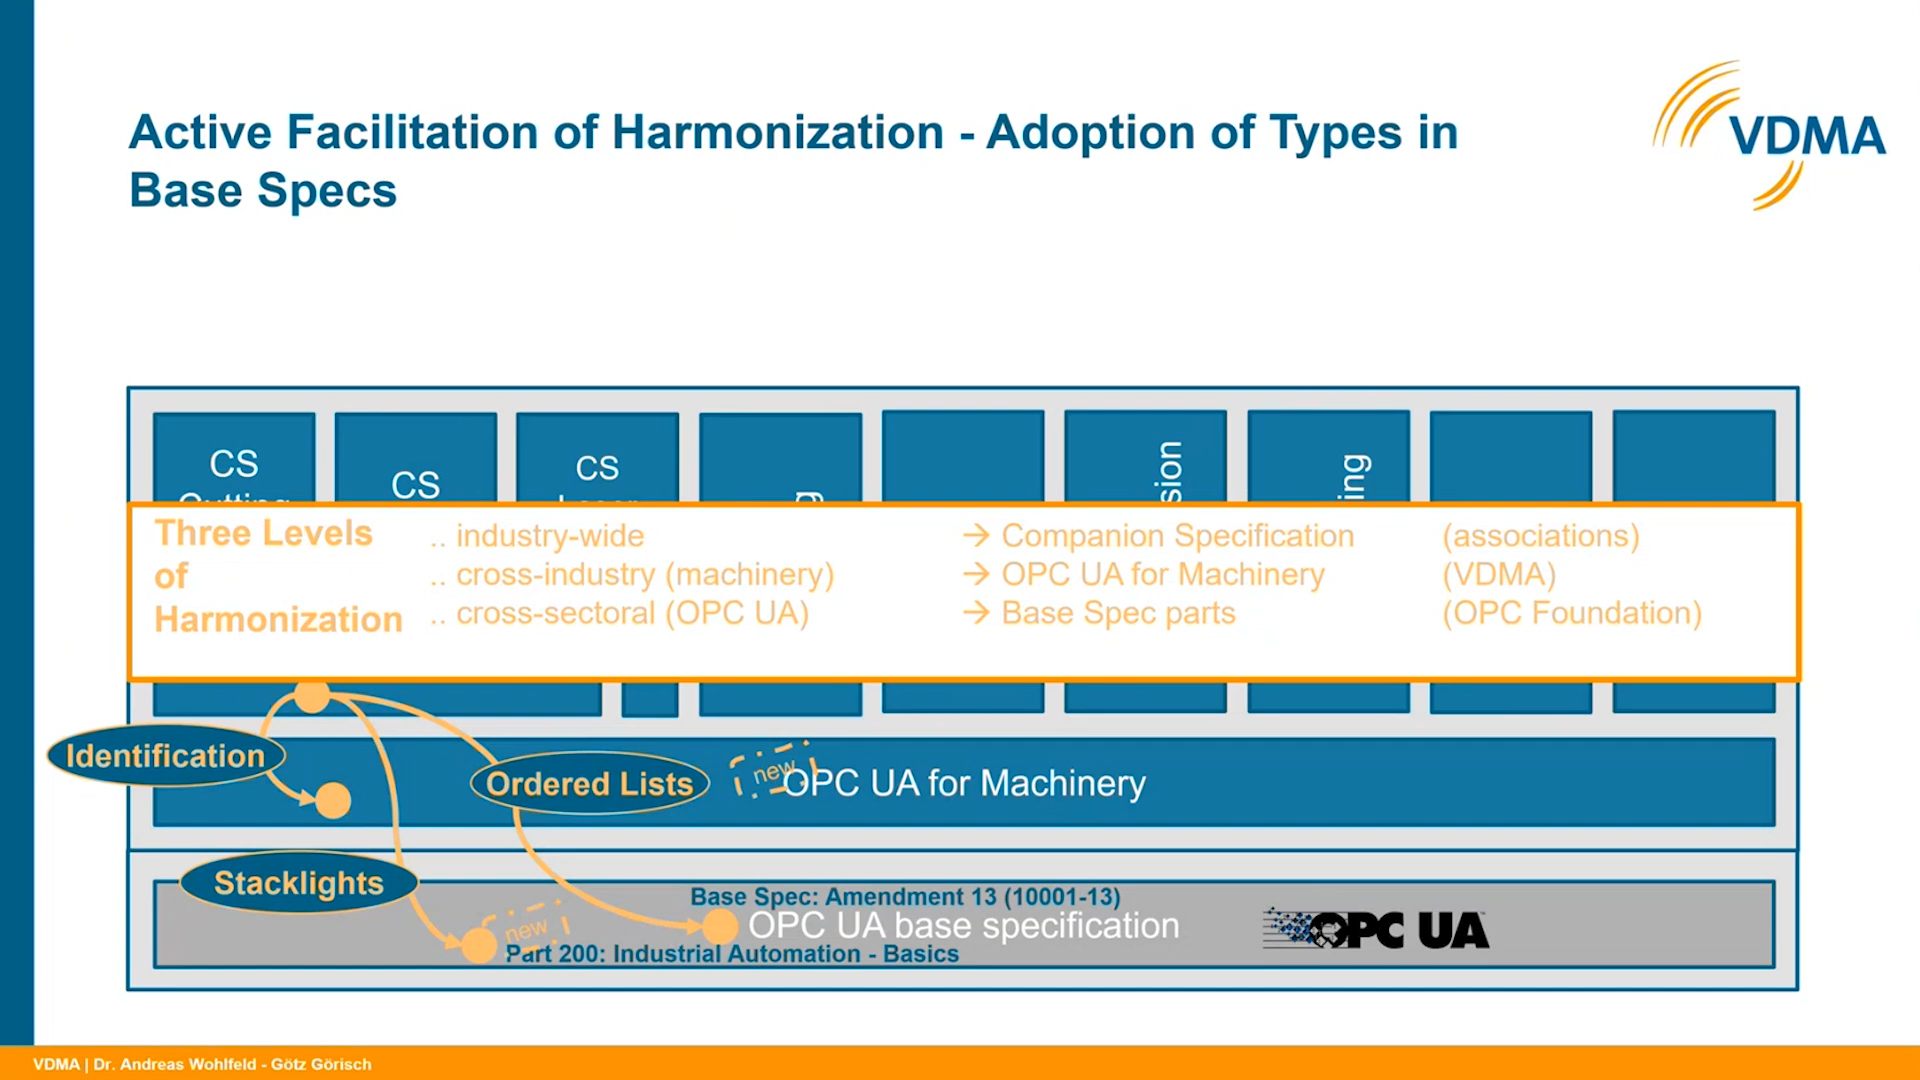 Active Facilitation of Harmonization - Adoption of Types in
Base Specs
VDMA
CS
CS
CS
Three Levels
of
Harmonization
.. industry-wide → Companion Specification (associations)
.. cross-industry (machinery) → OPC UA for Machinery (VDMA)
.. cross-sectoral (OPC UA) → Base Spec parts (OPC Foundation)
Identification
Ordered Lists
new
OPC UA for Machinery
Stacklights
Base Spec: Amendment 13 (10001-13)
new
OPC UA base specification
OPC UA
Part 200: Industrial Automation - Basics
VDMA | Dr. Andreas Wohlfeld - Götz Görisch